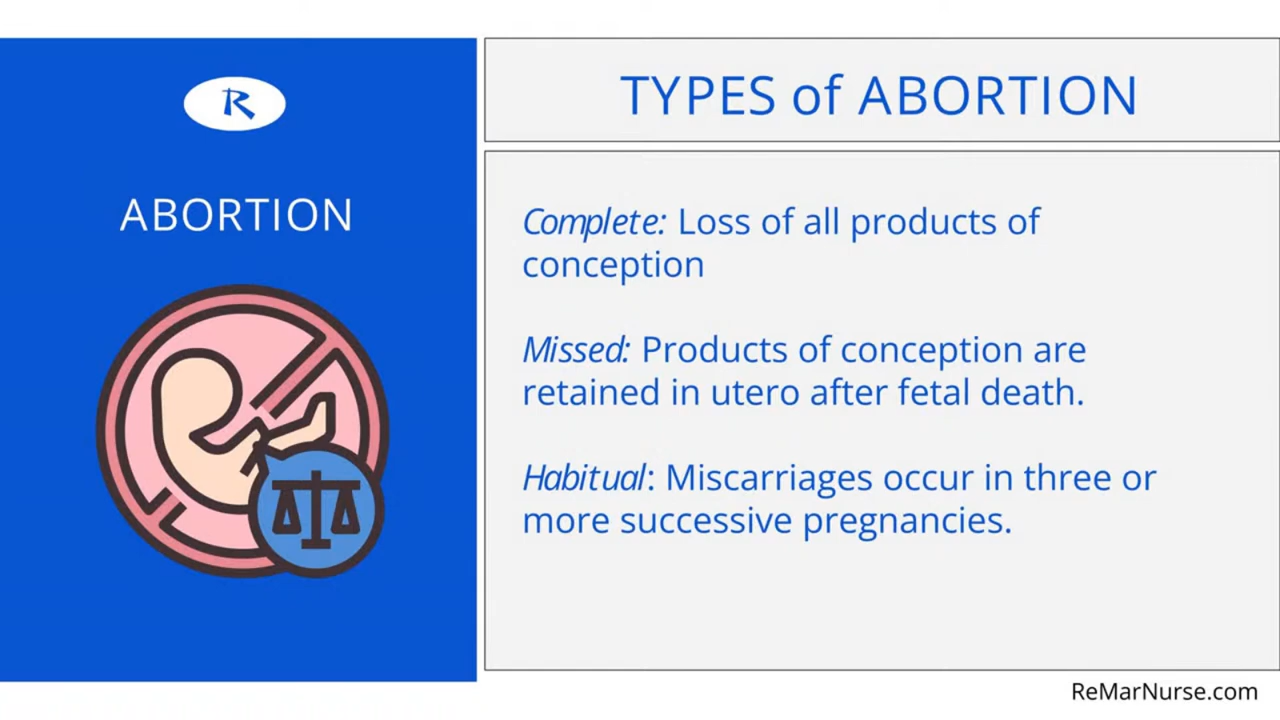 R
ABORTION
TYPES of ABORTION
Complete: Loss of all products of
conception
Missed: Products of conception are
retained in utero after fetal death.
Habitual: Miscarriages occur in three or
more successive pregnancies.
ReMarNurse.com